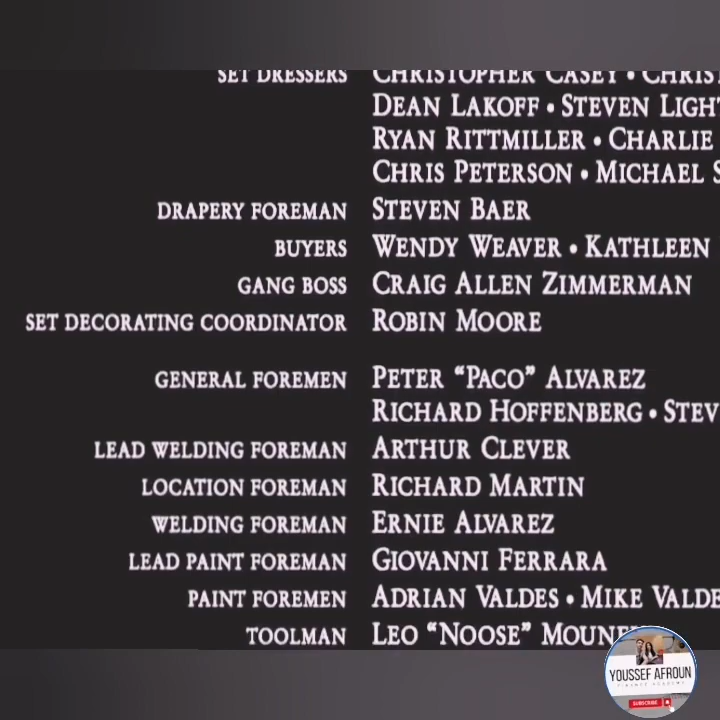 SET DRESSERS CHRISTOPHER CASEY • CHRIS
DEAN LAKOFF • STEVEN LIGH
RYAN RITTMILLER • CHARLIE
CHRIS PETERSON • MICHAEL S
DRAPERY FOREMAN STEVEN BAER
BUYERS WENDY WEAVER • KATHLEEN
GANG BOSS CRAIG ALLEN ZIMMERMAN
SET DECORATING COORDINATOR ROBIN MOORE
GENERAL FOREMEN PETER “PACO” ALVAREZ
RICHARD HOFFENBERG • STEV
LEAD WELDING FOREMAN ARTHUR CLEVER
LOCATION FOREMAN RICHARD MARTIN
WELDING FOREMAN ERNIE ALVAREZ
LEAD PAINT FOREMAN GIOVANNI FERRARA
PAINT FOREMEN ADRIAN VALDES • MIKE VALDE
TOOLMAN LEO “NOOSE”
YOUSSEF AFROUN
SUBSCRIBE